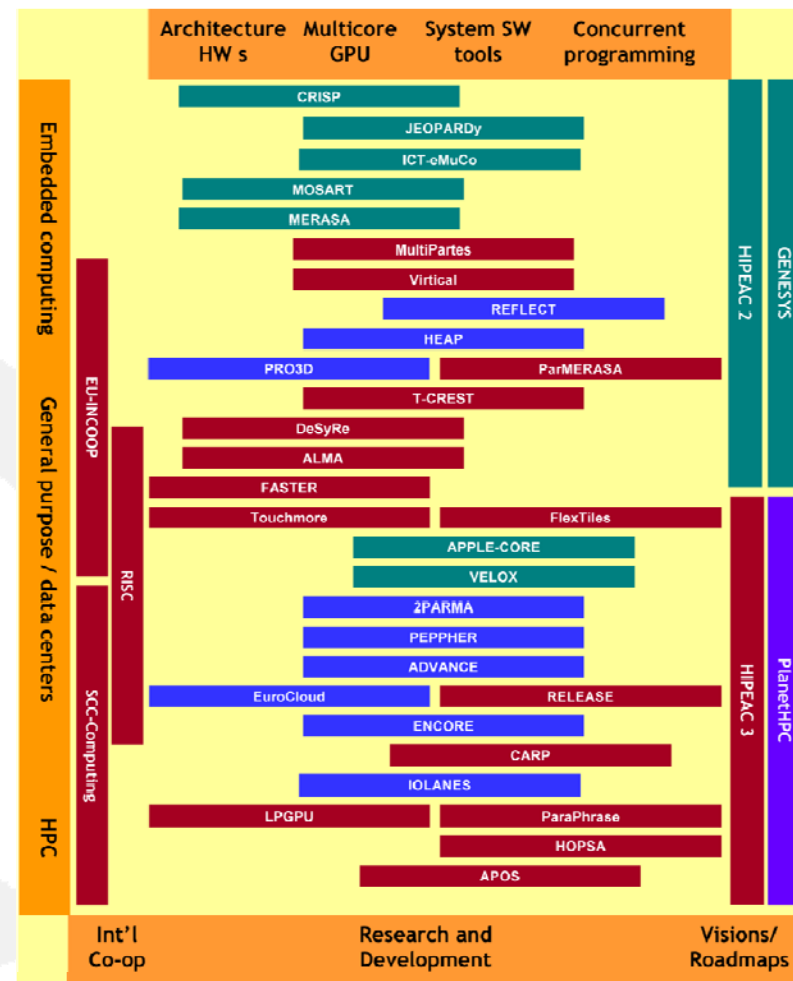 Architecture HW s
Multicore GPU
System SW tools
Concurrent programming
Embedded computing
General purpose / data centers
HPC
EU-INCOOP
SCC-Computing
RISC
CRISP
JEOPARDy
ICT-eMuCo
MOSART
MERASA
MultiPartes
Virtical
REFLECT
HEAP
PRO3D
ParMERASA
T-CREST
DeSyRe
ALMA
FASTER
Touchmore
FlexTiles
APPLE-CORE
VELOX
2PARMA
PEPPHER
ADVANCE
EuroCloud
RELEASE
ENCORE
CARP
IOLANES
LPGPU
ParaPhrase
HOPSA
APOS
HIPEAC 2
GENESYS
HIPEAC 3
PlanetHPC
Int'l Co-op
Research and Development
Visions/ Roadmaps